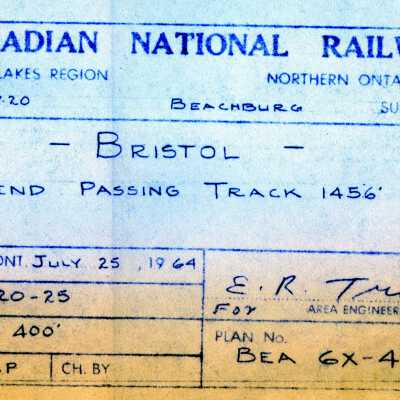 ADIAN NATIONAL RAILW
LAKES REGION NORTHERN ONTA
.20 BEACHBURG SU
- BRISTOL -
END PASSING TRACK 1456'
ONT. JULY 25, 1964
20-25 E. R.
FOR AREA ENGINEER
400' PLAN No.
P CH. BY BEA 6X-4